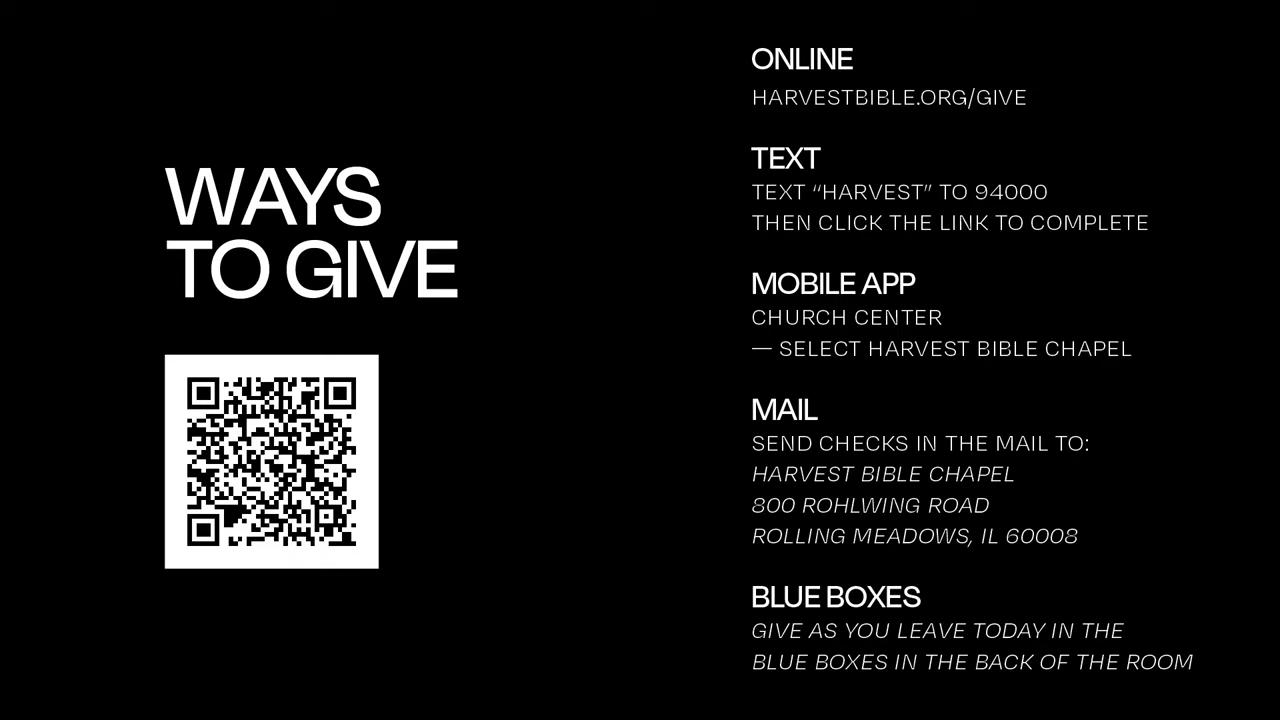 WAYS
TO GIVE
ONLINE
HARVESTBIBLE.ORG/GIVE
TEXT
TEXT “HARVEST” TO 94000
THEN CLICK THE LINK TO COMPLETE
MOBILE APP
CHURCH CENTER
— SELECT HARVEST BIBLE CHAPEL
MAIL
SEND CHECKS IN THE MAIL TO:
HARVEST BIBLE CHAPEL
800 ROHLWING ROAD
ROLLING MEADOWS, IL 60008
BLUE BOXES
GIVE AS YOU LEAVE TODAY IN THE
BLUE BOXES IN THE BACK OF THE ROOM